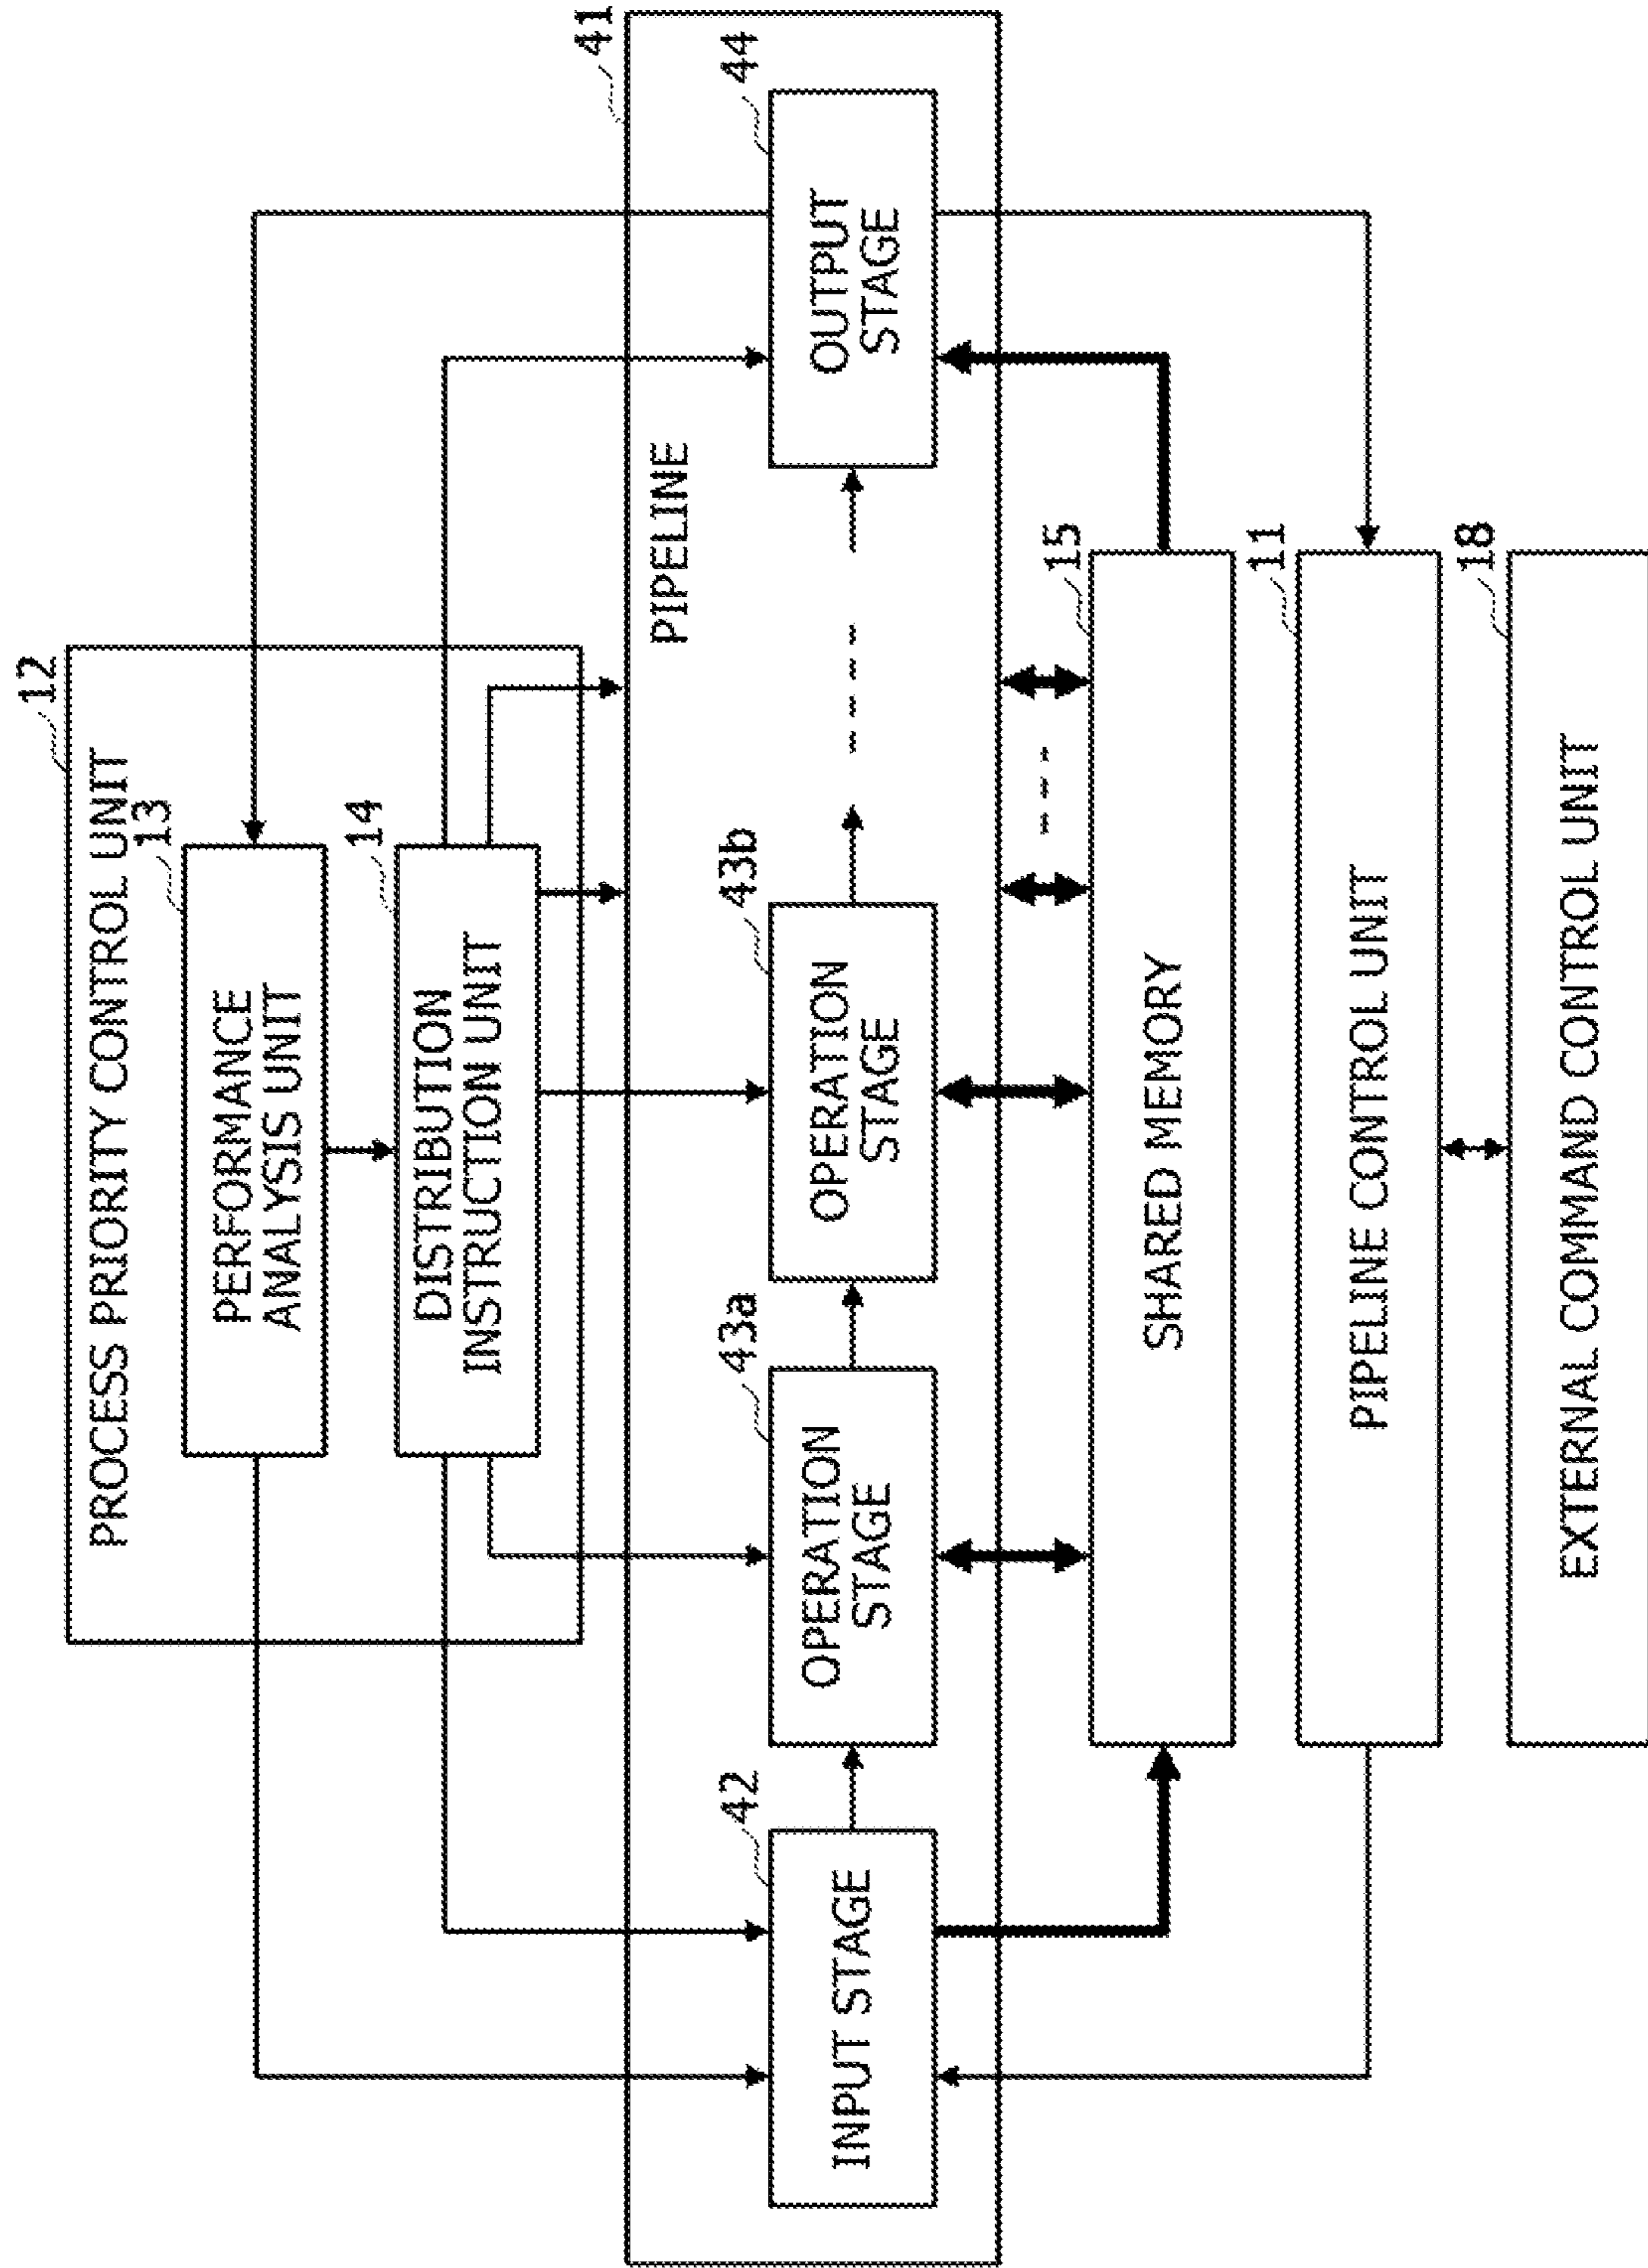 12
PROCESS PRIORITY CONTROL UNIT
13
PERFORMANCE
ANALYSIS UNIT
14
DISTRIBUTION
INSTRUCTION UNIT
41
PIPELINE
42
INPUT STAGE
43a
OPERATION
STAGE
43b
OPERATION
STAGE
44
OUTPUT
STAGE
15
SHARED MEMORY
11
PIPELINE CONTROL UNIT
18
EXTERNAL COMMAND CONTROL UNIT